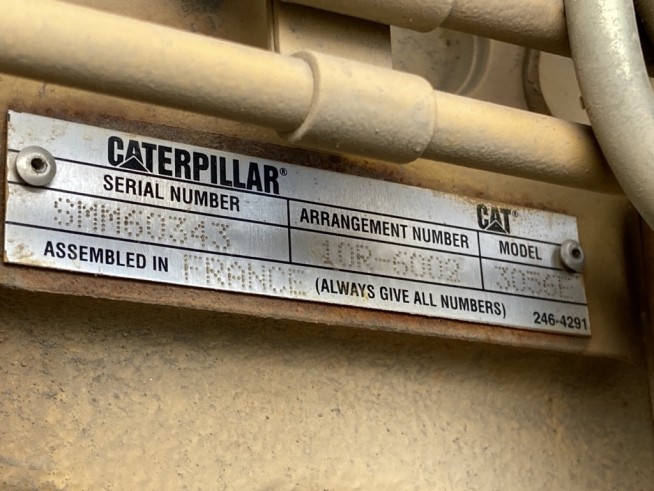 CATERPILLAR®
CAT®
SERIAL NUMBER
ARRANGEMENT NUMBER
MODEL
SMM60343
10R-6002
3056E
ASSEMBLED IN FRANCE (ALWAYS GIVE ALL NUMBERS)
246-4291